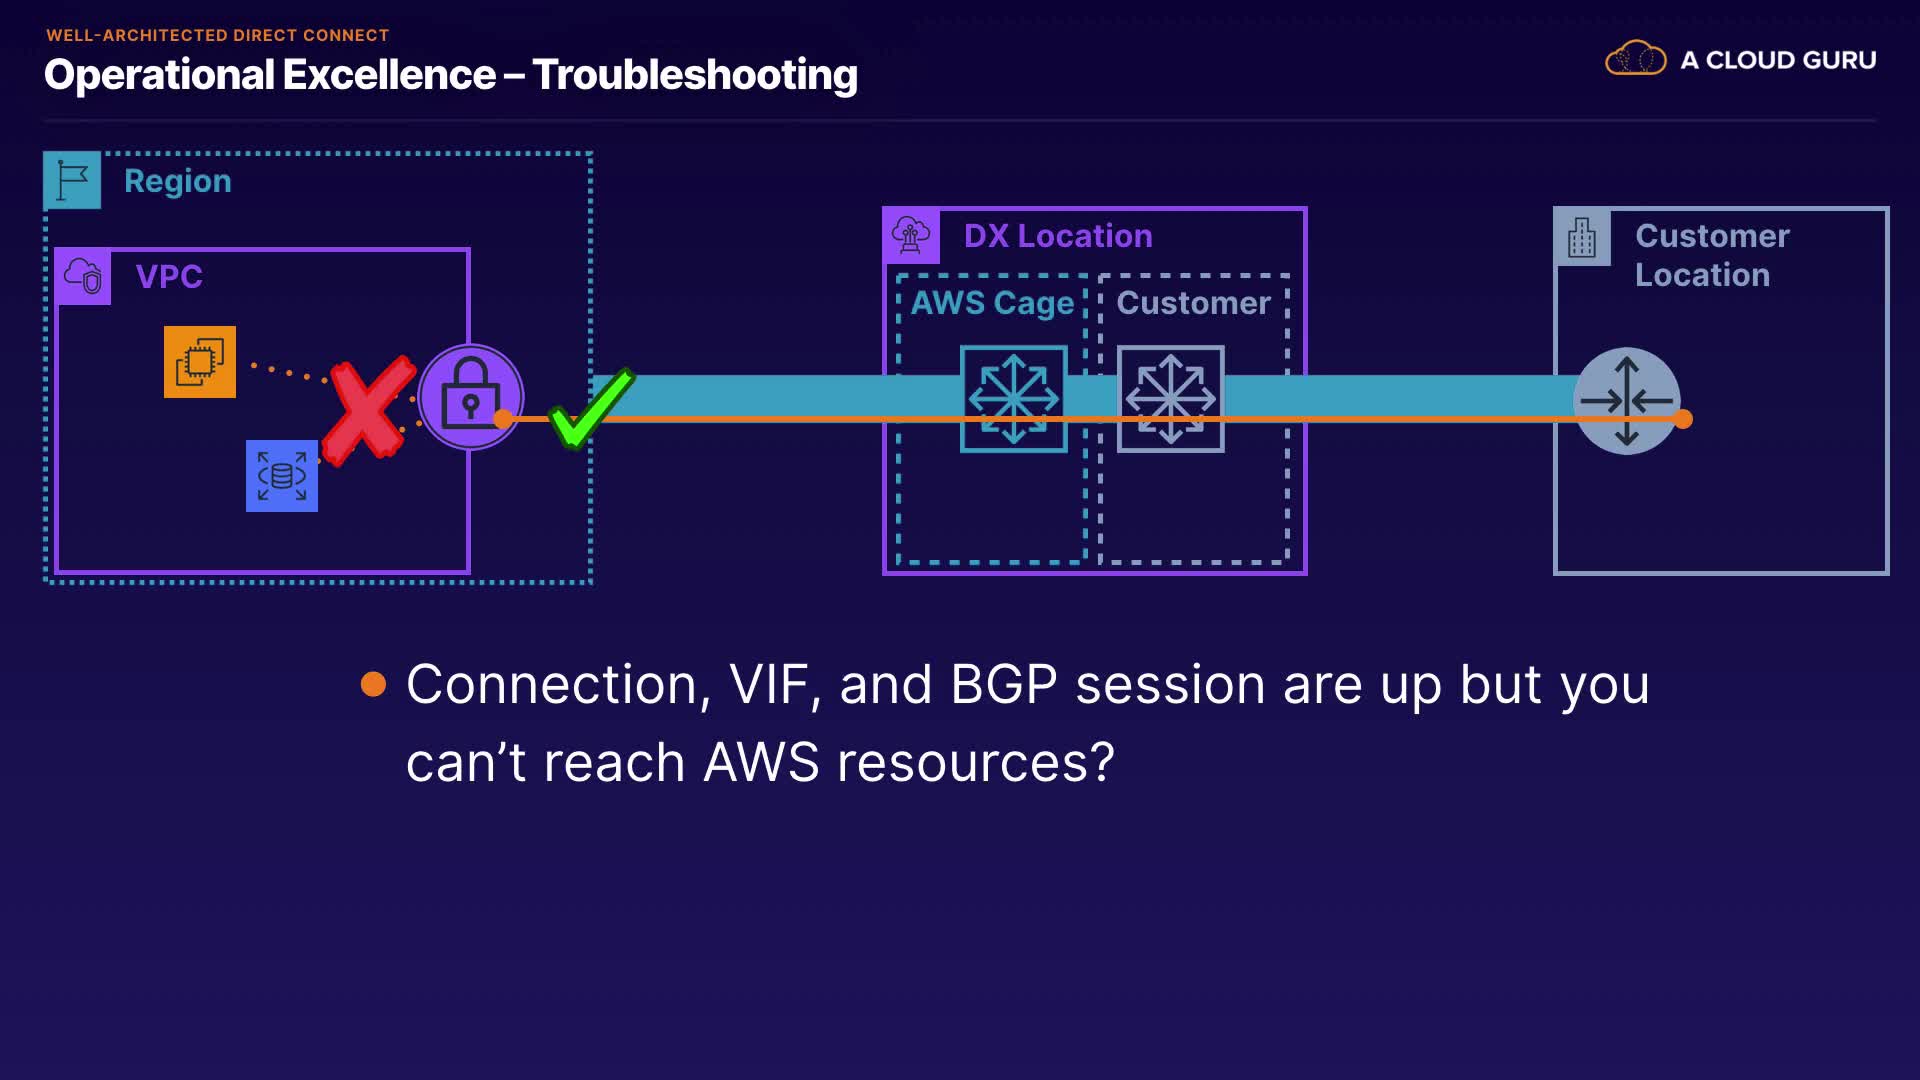 WELL-ARCHITECTED DIRECT CONNECT
Operational Excellence – Troubleshooting
A CLOUD GURU
Region
VPC
DX Location
AWS Cage
Customer
Customer
Location
Connection, VIF, and BGP session are up but you
can’t reach AWS resources?